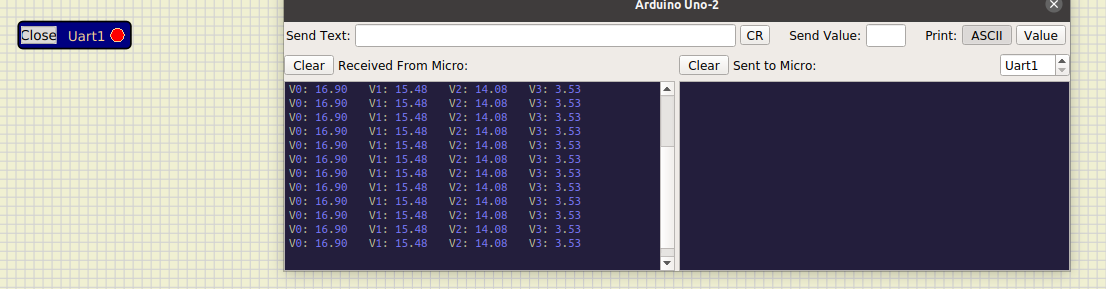 Arduino Uno-2
Close Uart1
Send Text: CR Send Value: Print: ASCII Value
Clear Received From Micro: Clear Sent to Micro: Uart1
V0: 16.90 V1: 15.48 V2: 14.08 V3: 3.53
V0: 16.90 V1: 15.48 V2: 14.08 V3: 3.53
V0: 16.90 V1: 15.48 V2: 14.08 V3: 3.53
V0: 16.90 V1: 15.48 V2: 14.08 V3: 3.53
V0: 16.90 V1: 15.48 V2: 14.08 V3: 3.53
V0: 16.90 V1: 15.48 V2: 14.08 V3: 3.53
V0: 16.90 V1: 15.48 V2: 14.08 V3: 3.53
V0: 16.90 V1: 15.48 V2: 14.08 V3: 3.53
V0: 16.90 V1: 15.48 V2: 14.08 V3: 3.53
V0: 16.90 V1: 15.48 V2: 14.08 V3: 3.53
V0: 16.90 V1: 15.48 V2: 14.08 V3: 3.53
V0: 16.90 V1: 15.48 V2: 14.08 V3: 3.53